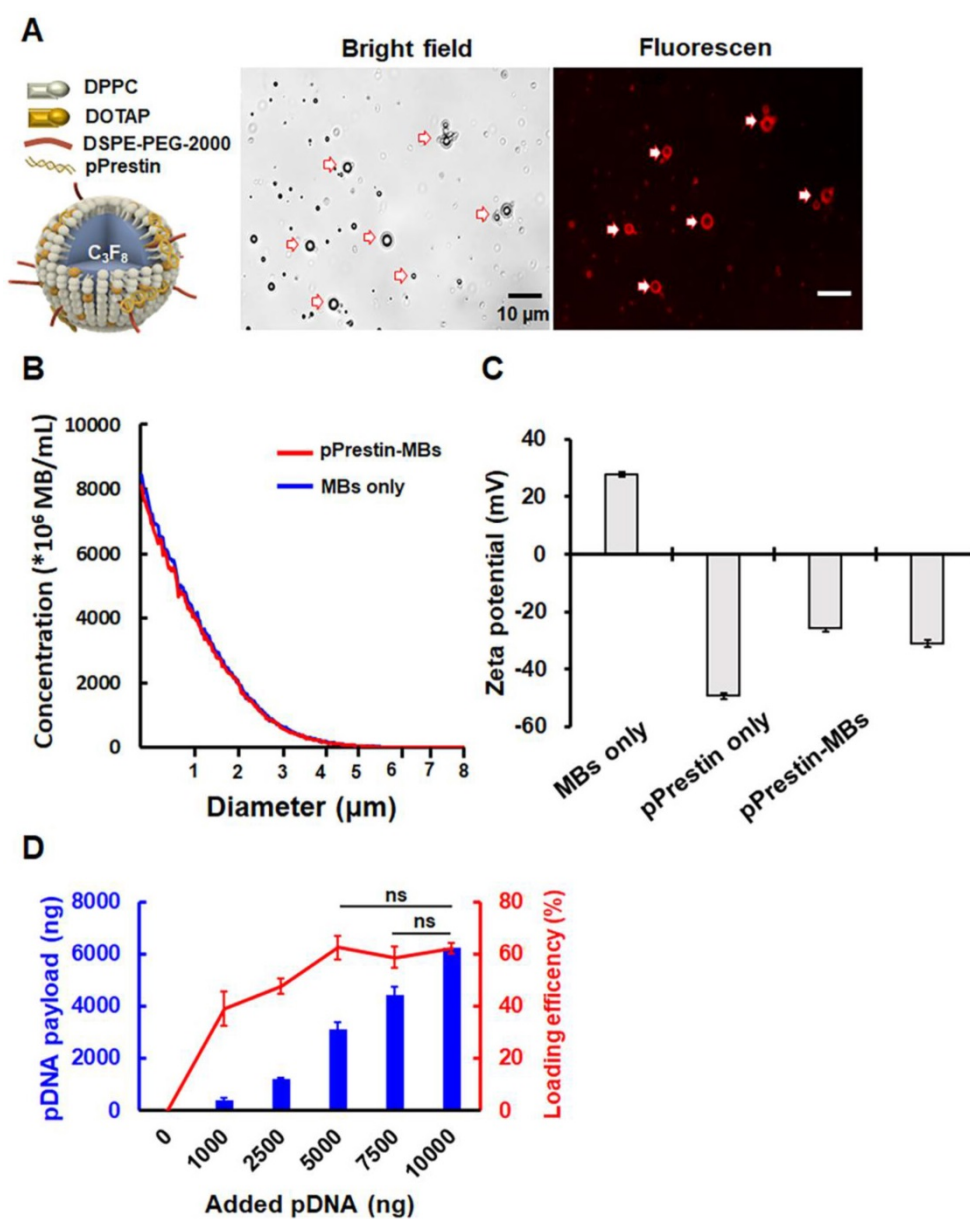 A
Bright field
Fluorescen
DPPC
DOTAP
DSPE-PEG-2000
pPrestin
C3F8
10 µm
B
C
10000
8000
6000
4000
2000
0
Concentration (*10⁶ MB/mL)
pPrestin-MBs
MBs only
1 2 3 4 5 6 7 8
Diameter (µm)
40
20
0
-20
-40
-60
Zeta potential (mV)
MBs only
pPrestin only
pPrestin-MBs
D
8000
6000
4000
2000
0
pDNA payload (ng)
ns
ns
80
60
40
20
0
Loading efficency (%)
0 1000 2500 5000 7500 10000
Added pDNA (ng)